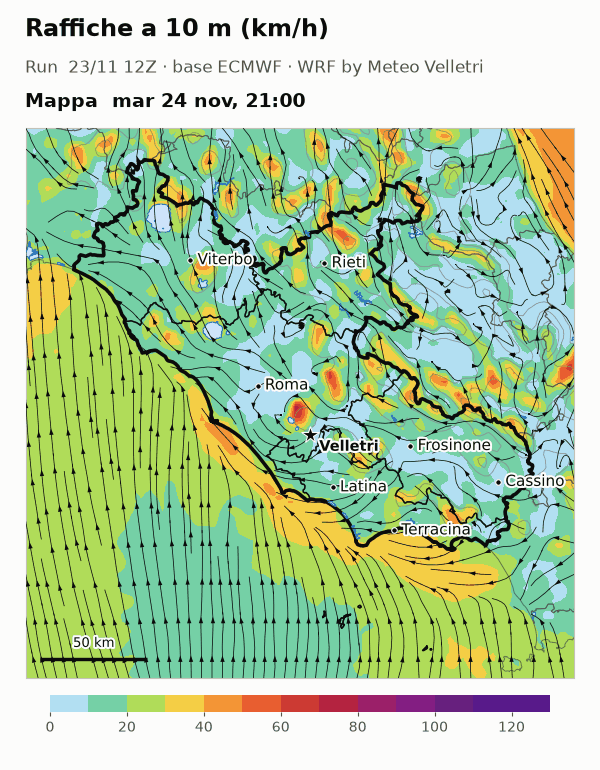 Raffiche a 10 m (km/h)
Run  23/11 12Z · base ECMWF · WRF by Meteo Velletri
Mappa  mar 24 nov, 21:00
Viterbo
Rieti
Roma
Velletri
Frosinone
Cassino
Latina
Terracina
50 km
0 20 40 60 80 100 120